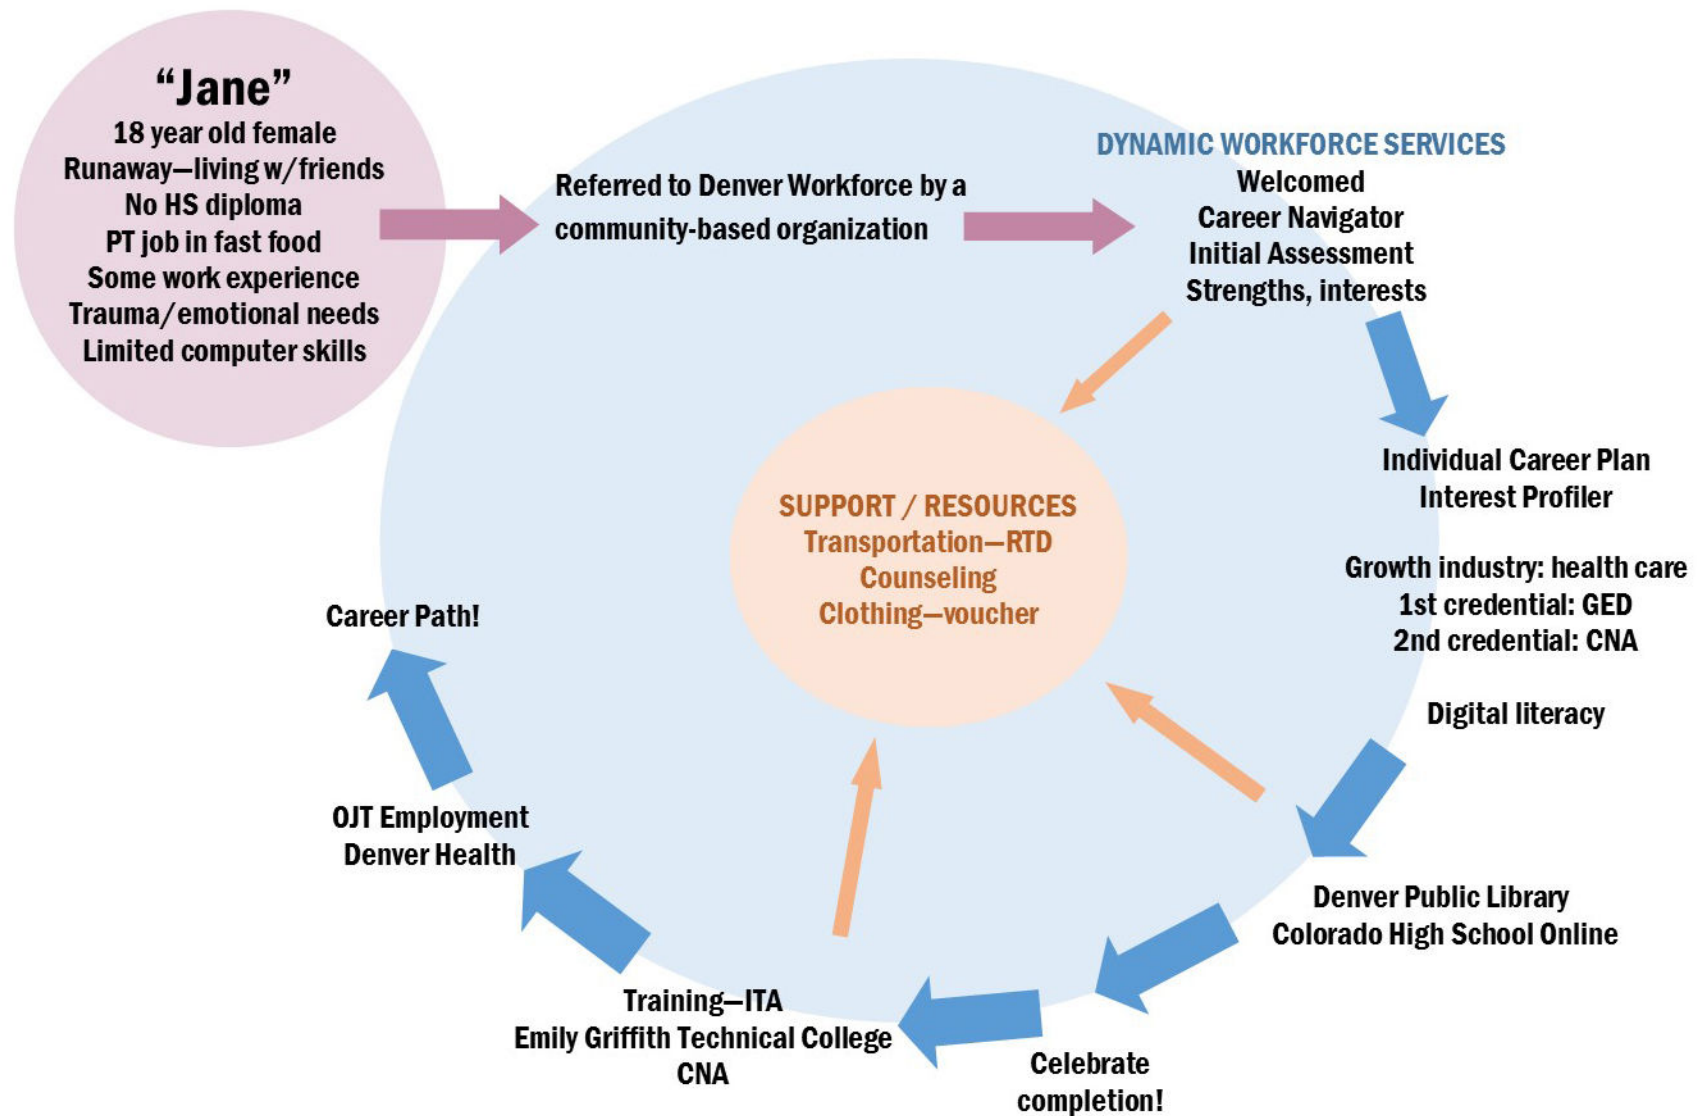 “Jane”
18 year old female
Runaway—living w/friends
No HS diploma
PT job in fast food
Some work experience
Trauma/emotional needs
Limited computer skills
Referred to Denver Workforce by a
community-based organization
DYNAMIC WORKFORCE SERVICES
Welcomed
Career Navigator
Initial Assessment
Strengths, interests
Individual Career Plan
Interest Profiler
Growth industry: health care
1st credential: GED
2nd credential: CNA
Digital literacy
Denver Public Library
Colorado High School Online
Celebrate
completion!
Training—ITA
Emily Griffith Technical College
CNA
OJT Employment
Denver Health
Career Path!
SUPPORT / RESOURCES
Transportation—RTD
Counseling
Clothing—voucher